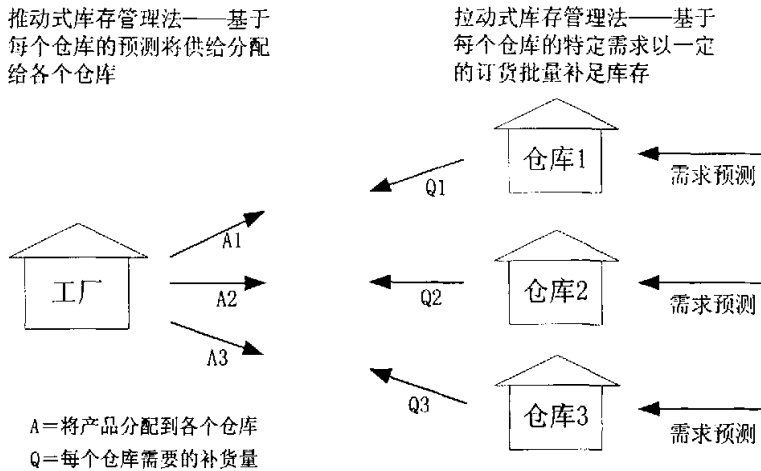 推动式库存管理法——基于
每个仓库的预测将供给分配
给各个仓库
拉动式库存管理法——基于
每个仓库的特定需求以一定
的订货批量补足库存
仓库1
需求预测
Q1
A1
工厂
A2
Q2
仓库2
需求预测
A3
Q3
仓库3
需求预测
A=将产品分配到各个仓库
Q=每个仓库需要的补货量